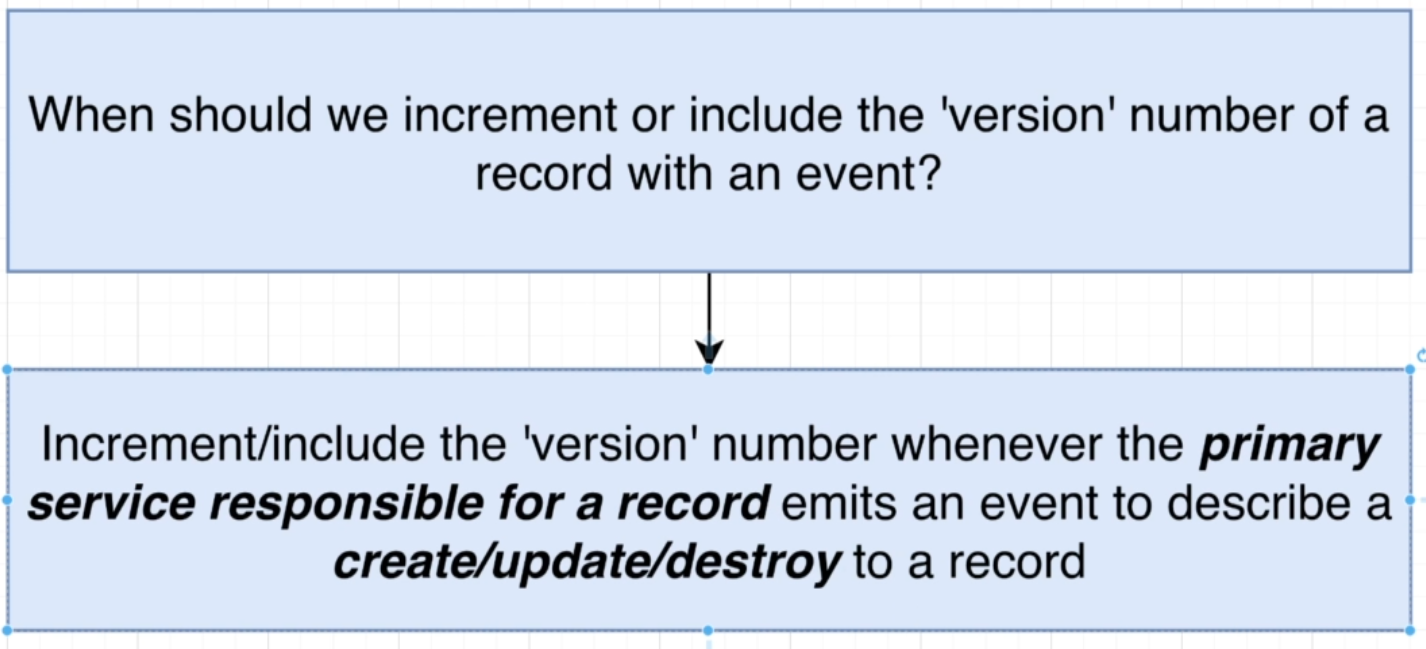 When should we increment or include the 'version' number of a
record with an event?
Increment/include the 'version' number whenever the primary
service responsible for a record emits an event to describe a
create/update/destroy to a record